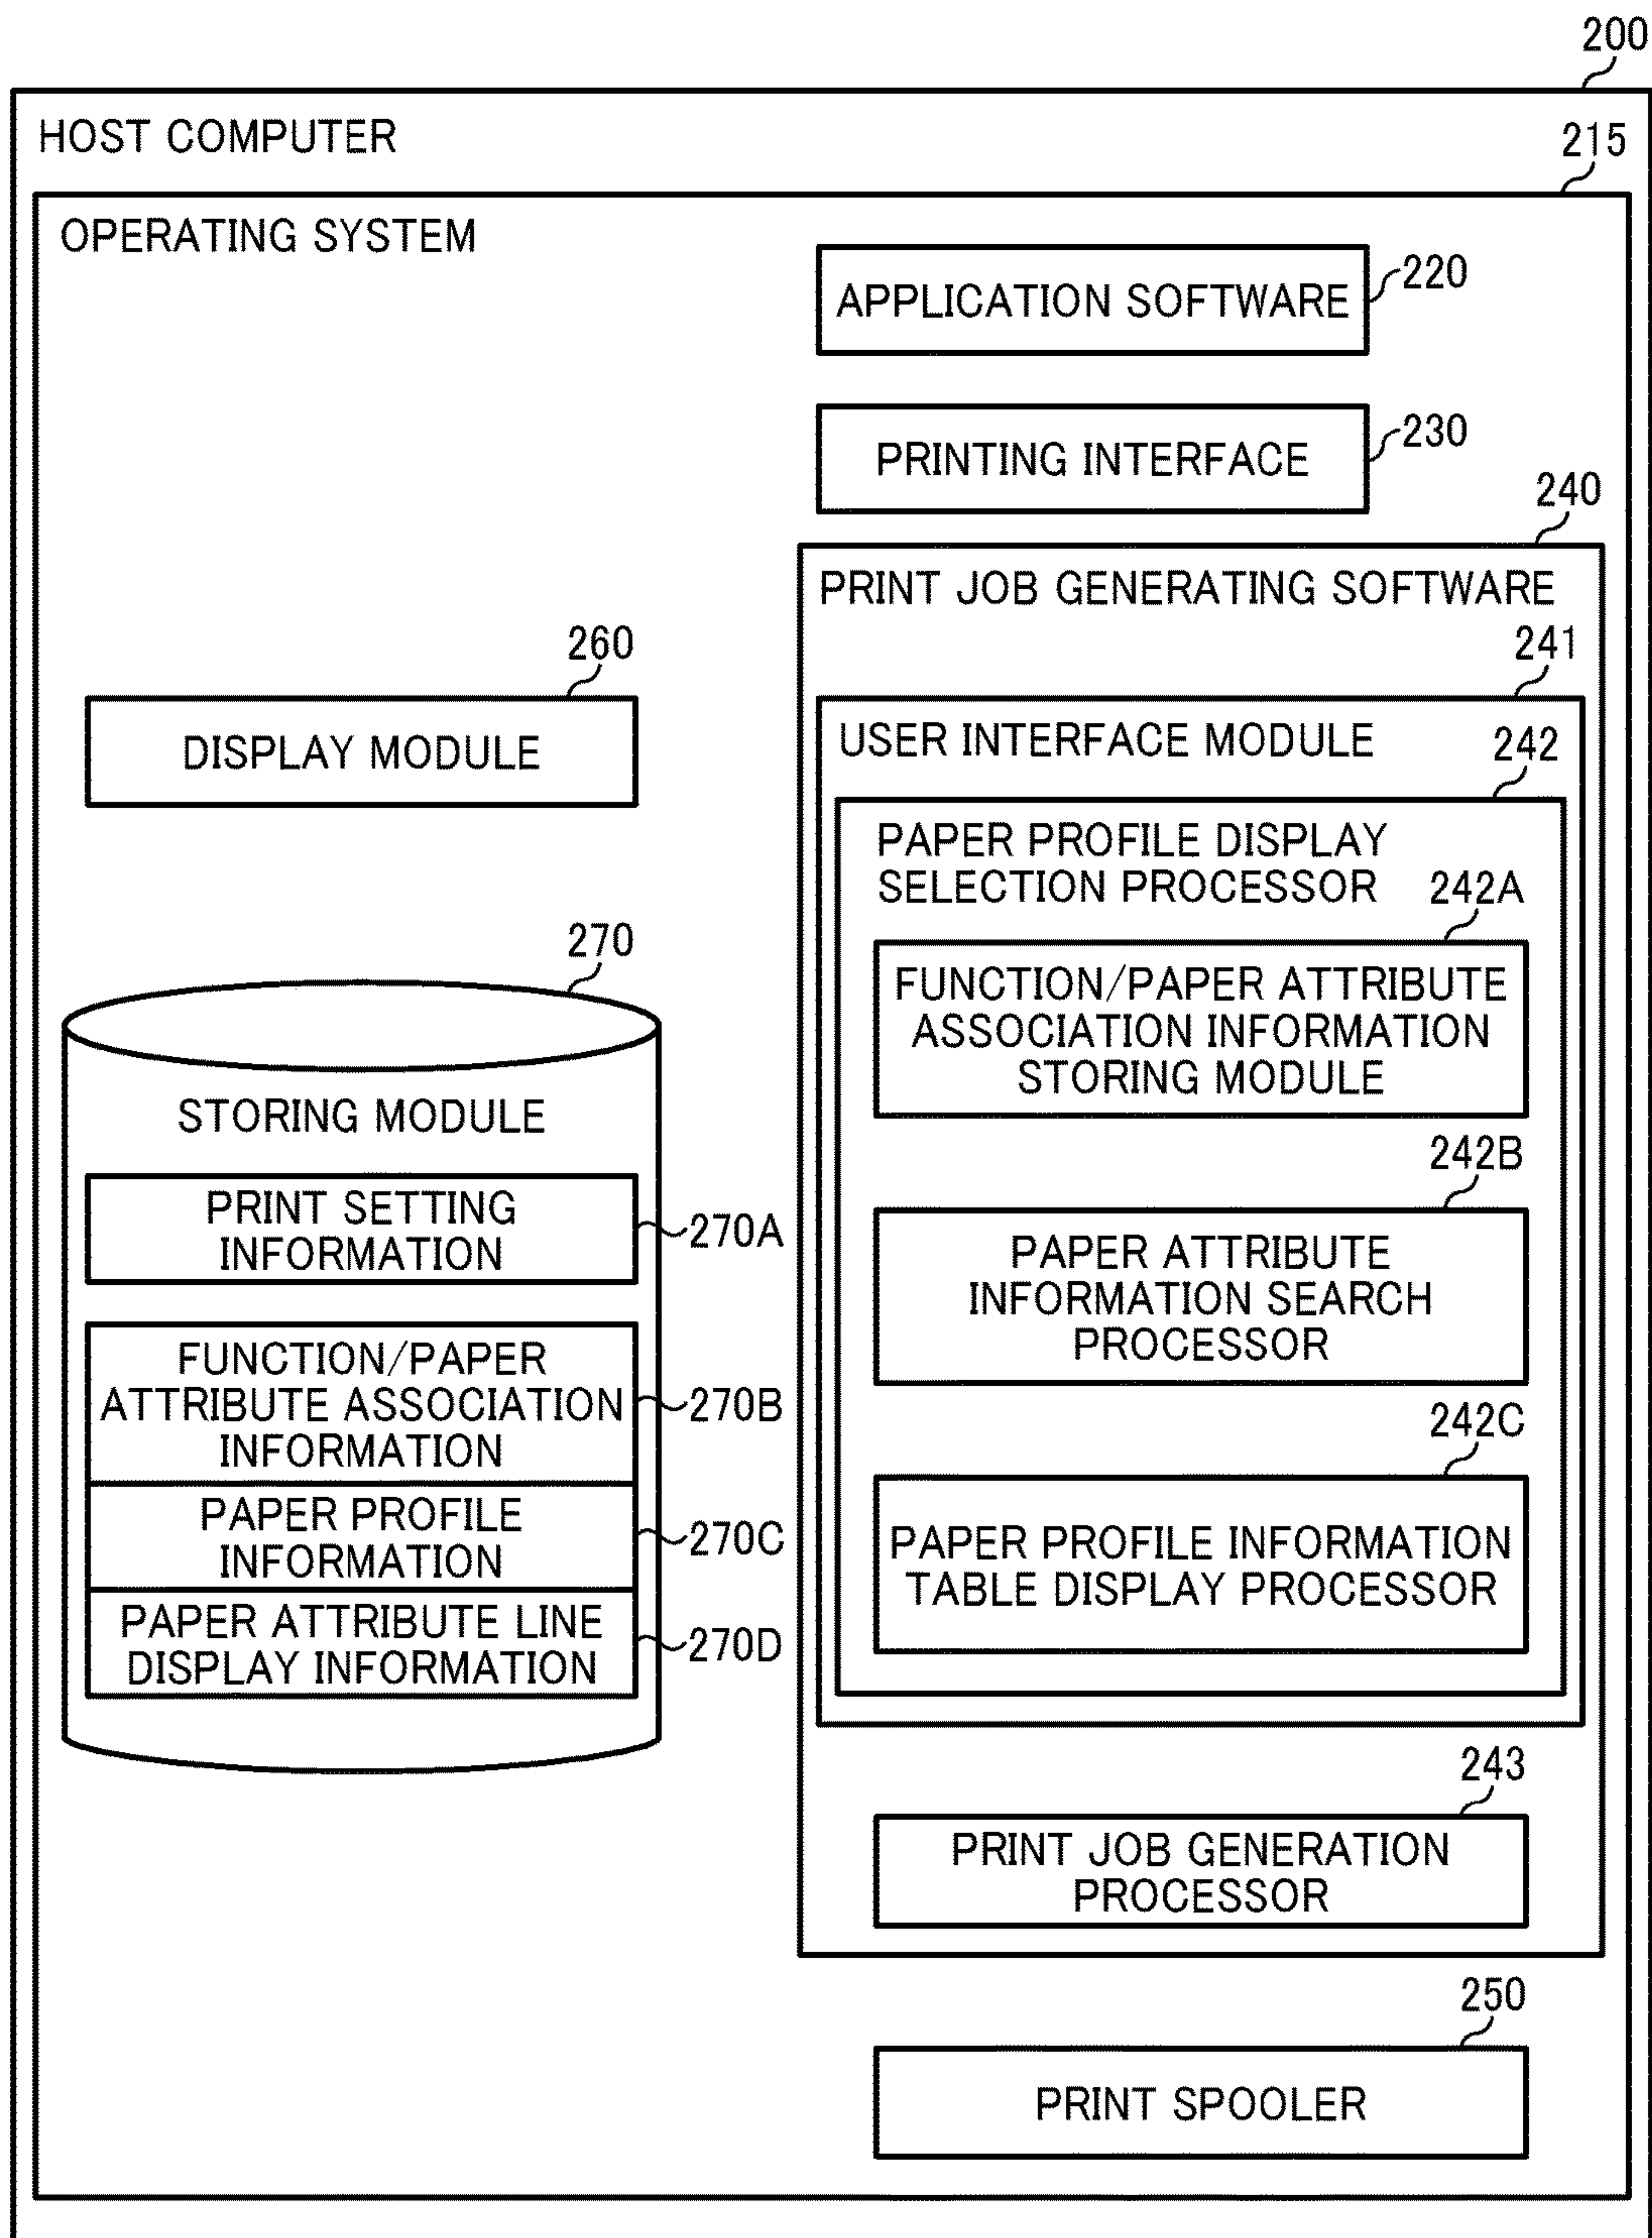 200
HOST COMPUTER
215
OPERATING SYSTEM
APPLICATION SOFTWARE
220
PRINTING INTERFACE
230
240
PRINT JOB GENERATING SOFTWARE
260
DISPLAY MODULE
241
USER INTERFACE MODULE
242
PAPER PROFILE DISPLAY
SELECTION PROCESSOR
242A
FUNCTION/PAPER ATTRIBUTE
ASSOCIATION INFORMATION
STORING MODULE
242B
PAPER ATTRIBUTE
INFORMATION SEARCH
PROCESSOR
242C
PAPER PROFILE INFORMATION
TABLE DISPLAY PROCESSOR
270
STORING MODULE
PRINT SETTING
INFORMATION
270A
FUNCTION/PAPER
ATTRIBUTE ASSOCIATION
INFORMATION
270B
PAPER PROFILE
INFORMATION
270C
PAPER ATTRIBUTE LINE
DISPLAY INFORMATION
270D
243
PRINT JOB GENERATION
PROCESSOR
250
PRINT SPOOLER